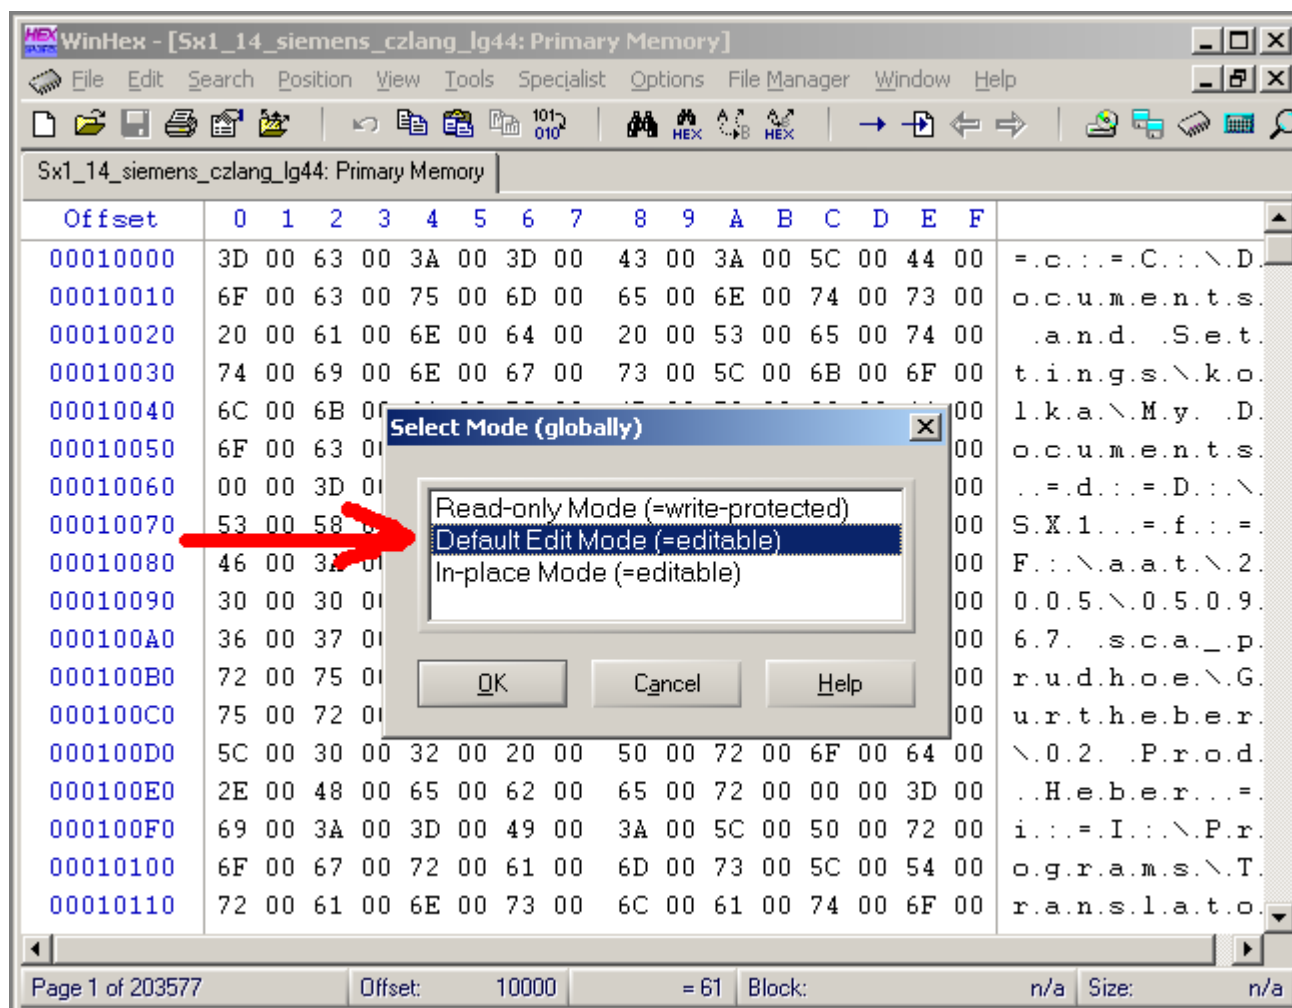 WinHex - [Sx1_14_siemens_czlang_lg44: Primary Memory]
File Edit Search Position View Tools Specialist Options File Manager Window Help
Sx1_14_siemens_czlang_lg44: Primary Memory
Offset 0 1 2 3 4 5 6 7 8 9 A B C D E F
00010000 3D 00 63 00 3A 00 3D 00 43 00 3A 00 5C 00 44 00 =.c.:.=.C.:.\.D.
00010010 6F 00 63 00 75 00 6D 00 65 00 6E 00 74 00 73 00 o.c.u.m.e.n.t.s.
00010020 20 00 61 00 6E 00 64 00 20 00 53 00 65 00 74 00 .a.n.d. .S.e.t.
00010030 74 00 69 00 6E 00 67 00 73 00 5C 00 6B 00 6F 00 t.i.n.g.s.\.k.o.
00010040 6C 00 6B 00 l.k.a.\.M.y. .D.
00010050 6F 00 63 00 o.c.u.m.e.n.t.s.
00010060 00 00 3D 00 ..=.d.:.=.D.:.\.
00010070 53 00 58 00 S.X.1...=.f.:.=.
00010080 46 00 3A 00 F.:.\.a.a.t.\.2.
00010090 30 00 30 00 0.0.5.\.0.5.0.9.
000100A0 36 00 37 6.7. .s.c.a._.p.
000100B0 72 00 75 00 r.u.d.h.o.e.\.G.
000100C0 75 00 72 00 u.r.t.h.e.b.e.r.
000100D0 5C 00 30 00 32 00 20 00 50 00 72 00 6F 00 64 00 \.0.2. .P.r.o.d.
000100E0 2E 00 48 00 65 00 62 00 65 00 72 00 00 00 3D 00 ..H.e.b.e.r...=.
000100F0 69 00 3A 00 3D 00 49 00 3A 00 5C 00 50 00 72 00 i.:.=.I.:.\.P.r.
00010100 6F 00 67 00 72 00 61 00 6D 00 73 00 5C 00 54 00 o.g.r.a.m.s.\.T.
00010110 72 00 61 00 6E 00 73 00 6C 00 61 00 74 00 6F 00 r.a.n.s.l.a.t.o.
Select Mode (globally)
Read-only Mode (=write-protected)
Default Edit Mode (=editable)
In-place Mode (=editable)
OK Cancel Help
Page 1 of 203577 Offset: 10000 = 61 Block: n/a Size: n/a